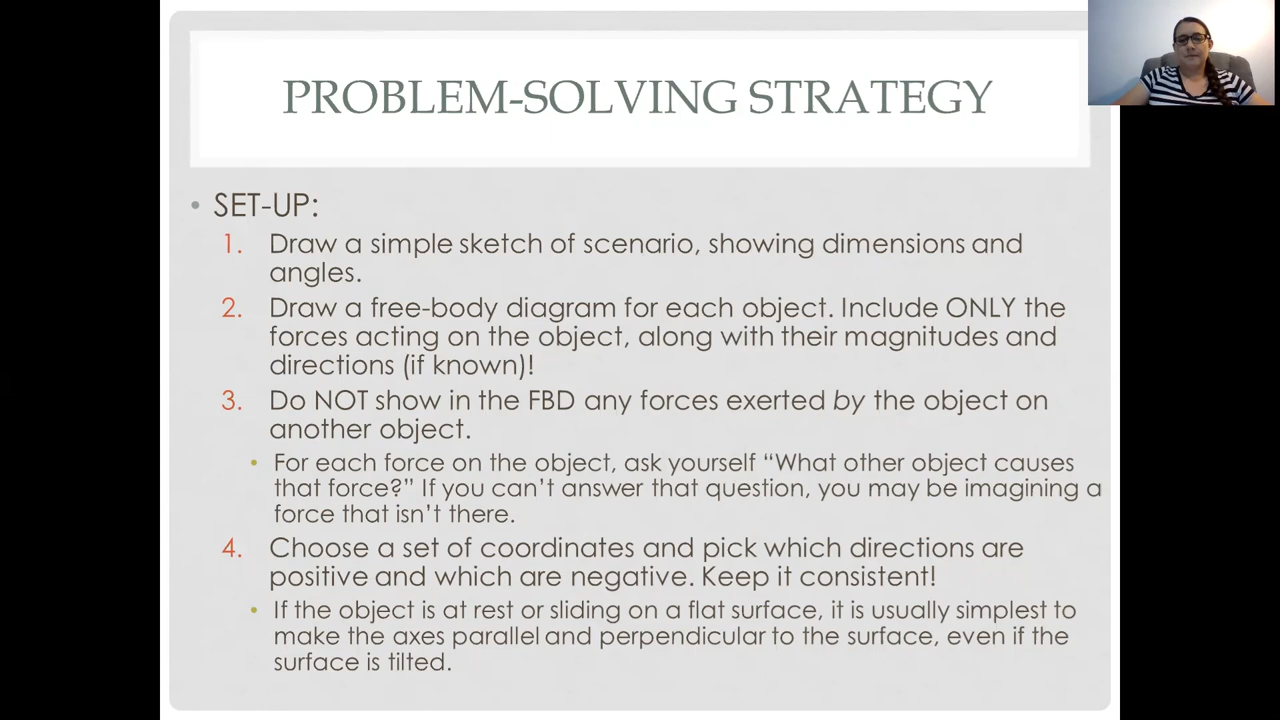 PROBLEM-SOLVING STRATEGY
• SET-UP:
1. Draw a simple sketch of scenario, showing dimensions and
angles.
2. Draw a free-body diagram for each object. Include ONLY the
forces acting on the object, along with their magnitudes and
directions (if known)!
3. Do NOT show in the FBD any forces exerted by the object on
another object.
• For each force on the object, ask yourself “What other object causes
that force?” If you can’t answer that question, you may be imagining a
force that isn’t there.
4. Choose a set of coordinates and pick which directions are
positive and which are negative. Keep it consistent!
• If the object is at rest or sliding on a flat surface, it is usually simplest to
make the axes parallel and perpendicular to the surface, even if the
surface is tilted.